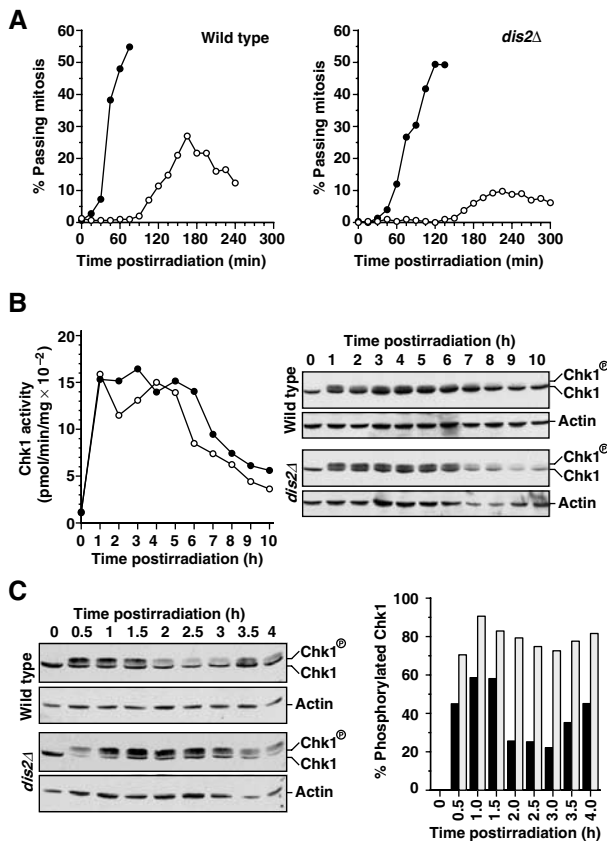 A
Wild type
% Passing mitosis
60
50
40
30
20
10
0
0 60 120 180 240 300
Time postirradiation (min)
dis2Δ
% Passing mitosis
60
50
40
30
20
10
0
0 60 120 180 240 300
Time postirradiation (min)
B
Chk1 activity
(pmol/min/mg × 10⁻²)
20
15
10
5
0
0 1 2 3 4 5 6 7 8 9 10
Time postirradiation (h)
Time postirradiation (h)
0 1 2 3 4 5 6 7 8 9 10
Wild type
Chk1Ⓟ
Chk1
Actin
dis2Δ
Chk1Ⓟ
Chk1
Actin
C
Time postirradiation (h)
0 0.5 1 1.5 2 2.5 3 3.5 4
Wild type
Chk1Ⓟ
Chk1
Actin
dis2Δ
Chk1Ⓟ
Chk1
Actin
% Phosphorylated Chk1
100
80
60
40
20
0
0 0.5 1.0 1.5 2.0 2.5 3.0 3.5 4.0
Time postirradiation (h)